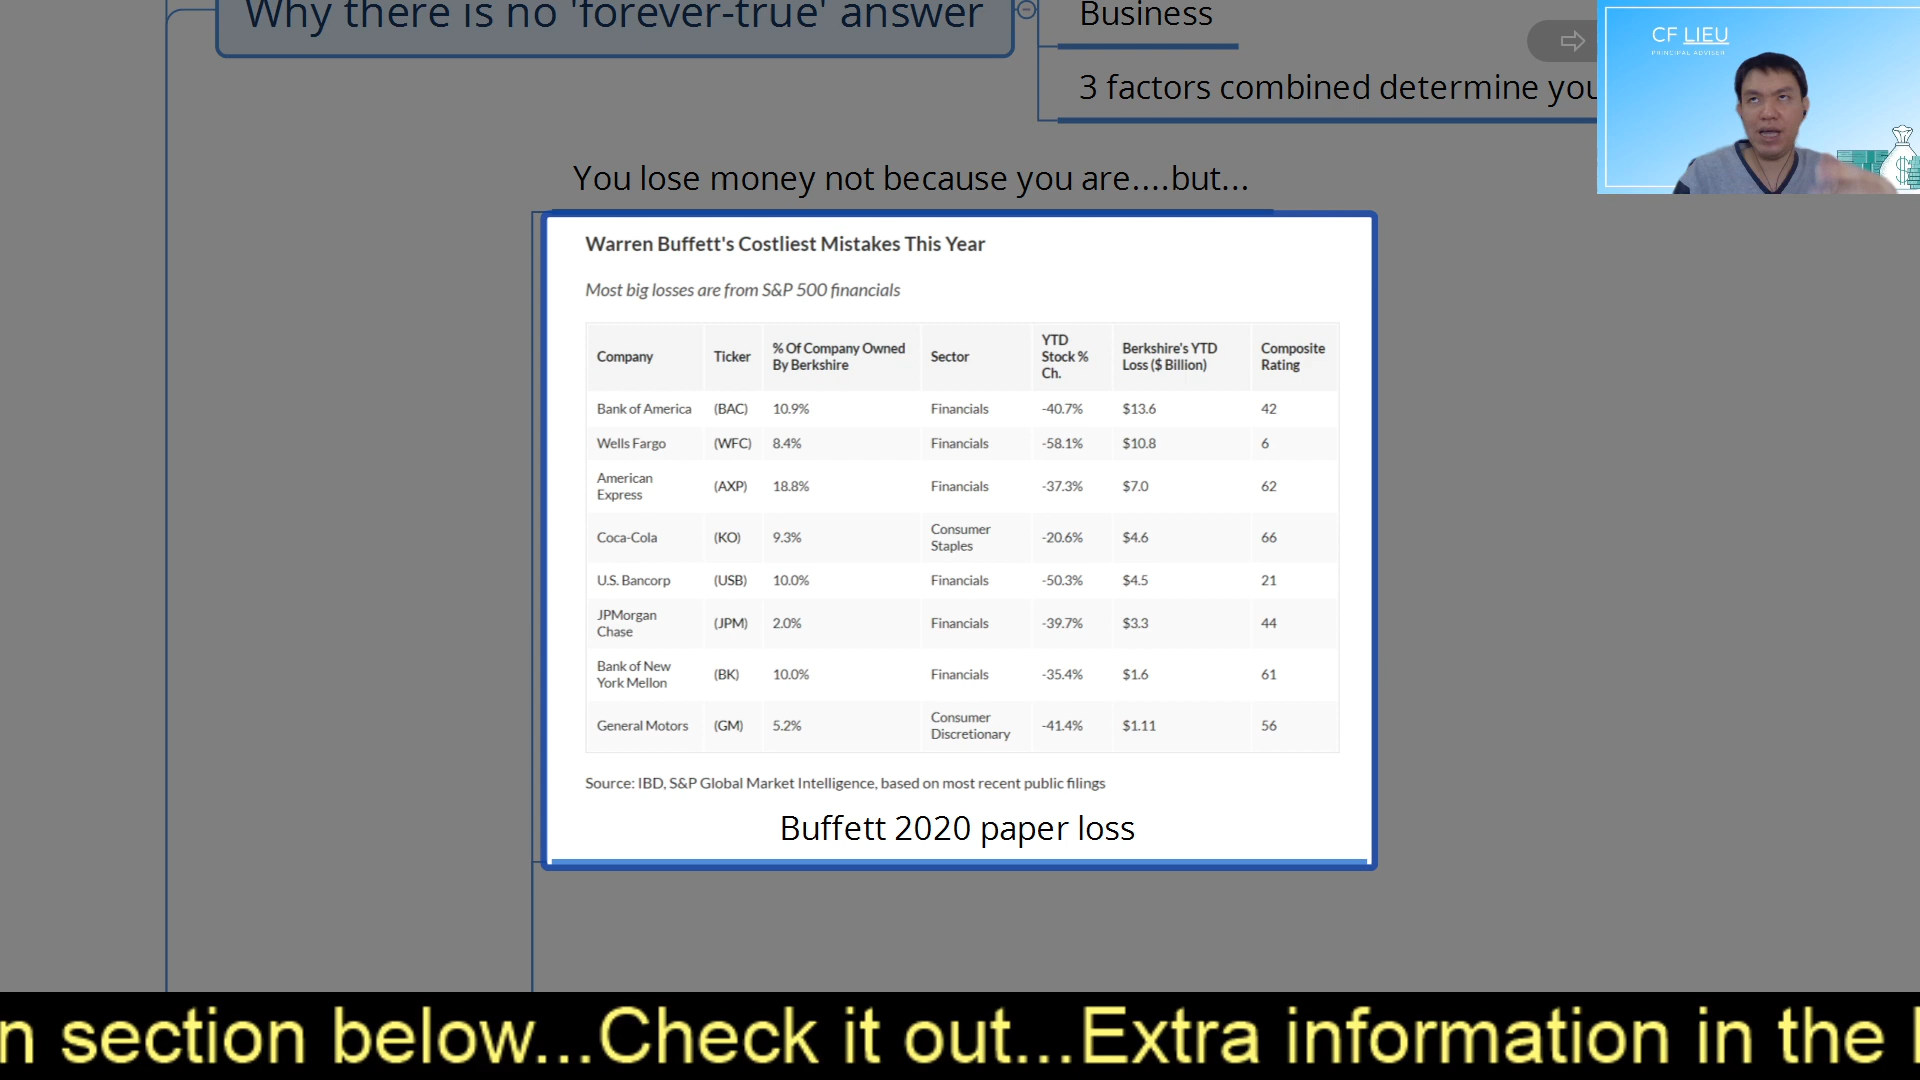 Why there is no 'forever-true' answer
Business
3 factors combined determine you
CF LIEU
PRINCIPAL ADVISER
You lose money not because you are....but...
Warren Buffett's Costliest Mistakes This Year
Most big losses are from S&P 500 financials
Company Ticker % Of Company Owned By Berkshire Sector YTD Stock % Ch. Berkshire's YTD Loss ($ Billion) Composite Rating
Bank of America (BAC) 10.9% Financials -40.7% $13.6 42
Wells Fargo (WFC) 8.4% Financials -58.1% $10.8 6
American Express (AXP) 18.8% Financials -37.3% $7.0 62
Coca-Cola (KO) 9.3% Consumer Staples -20.6% $4.6 66
U.S. Bancorp (USB) 10.0% Financials -50.3% $4.5 21
JPMorgan Chase (JPM) 2.0% Financials -39.7% $3.3 44
Bank of New York Mellon (BK) 10.0% Financials -35.4% $1.6 61
General Motors (GM) 5.2% Consumer Discretionary -41.4% $1.11 56
Source: IBD, S&P Global Market Intelligence, based on most recent public filings
Buffett 2020 paper loss
n section below...Check it out...Extra information in the